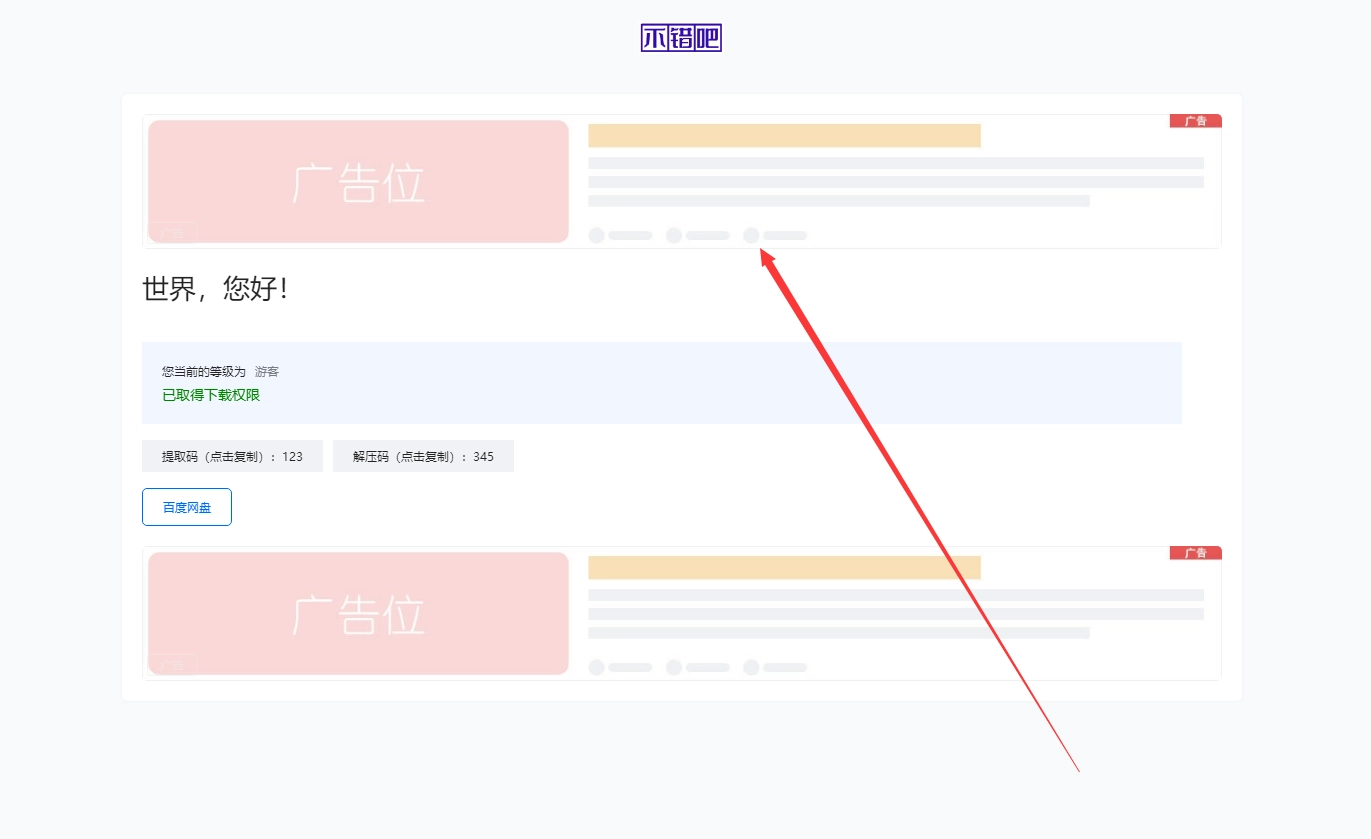 不错吧
广告
广告位
世界，您好！
您当前的等级为 游客
已取得下载权限
提取码（点击复制）：123
解压码（点击复制）：345
百度网盘
广告
广告位